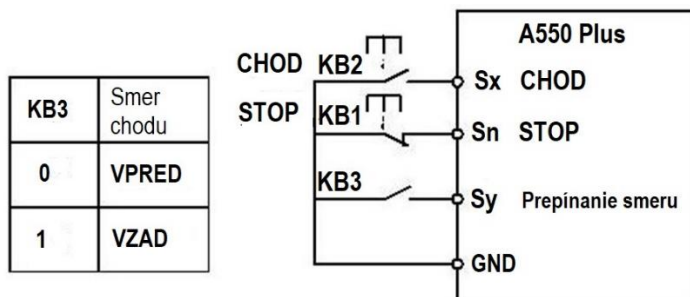 KB3 Smer chodu
0 VPRED
1 VZAD
A550 Plus
CHOD KB2 Sx CHOD
STOP KB1 Sn STOP
KB3 Sy Prepínanie smeru
GND